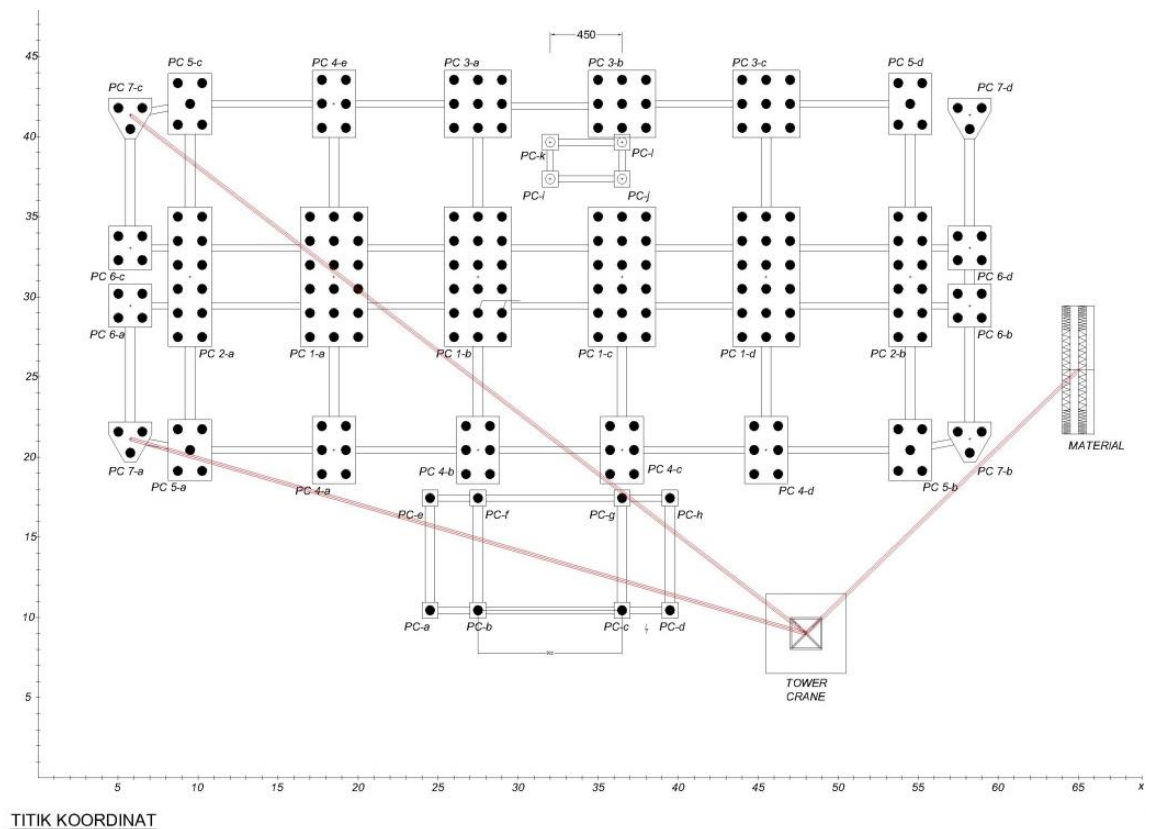 450
45
PC 5-c
PC 4-e
PC 3-a
PC 3-b
PC 3-c
PC 5-d
PC 7-c
PC 7-d
40
PC-k
PC-l
35
PC-i
PC-j
PC 6-c
PC 6-d
30
PC 6-a
PC 6-b
PC 2-a
PC 1-a
PC 1-b
PC 1-c
PC 1-d
PC 2-b
25
MATERIAL
20
PC 7-a
PC 5-a
PC 4-a
PC 4-b
PC 4-c
PC 4-d
PC 5-b
PC 7-b
PC-e
PC-f
PC-g
PC-h
15
10
PC-a
PC-b
PC-c
PC-d
TOWER
CRANE
5
5 10 15 20 25 30 35 40 45 50 55 60 65 x
TITIK KOORDINAT